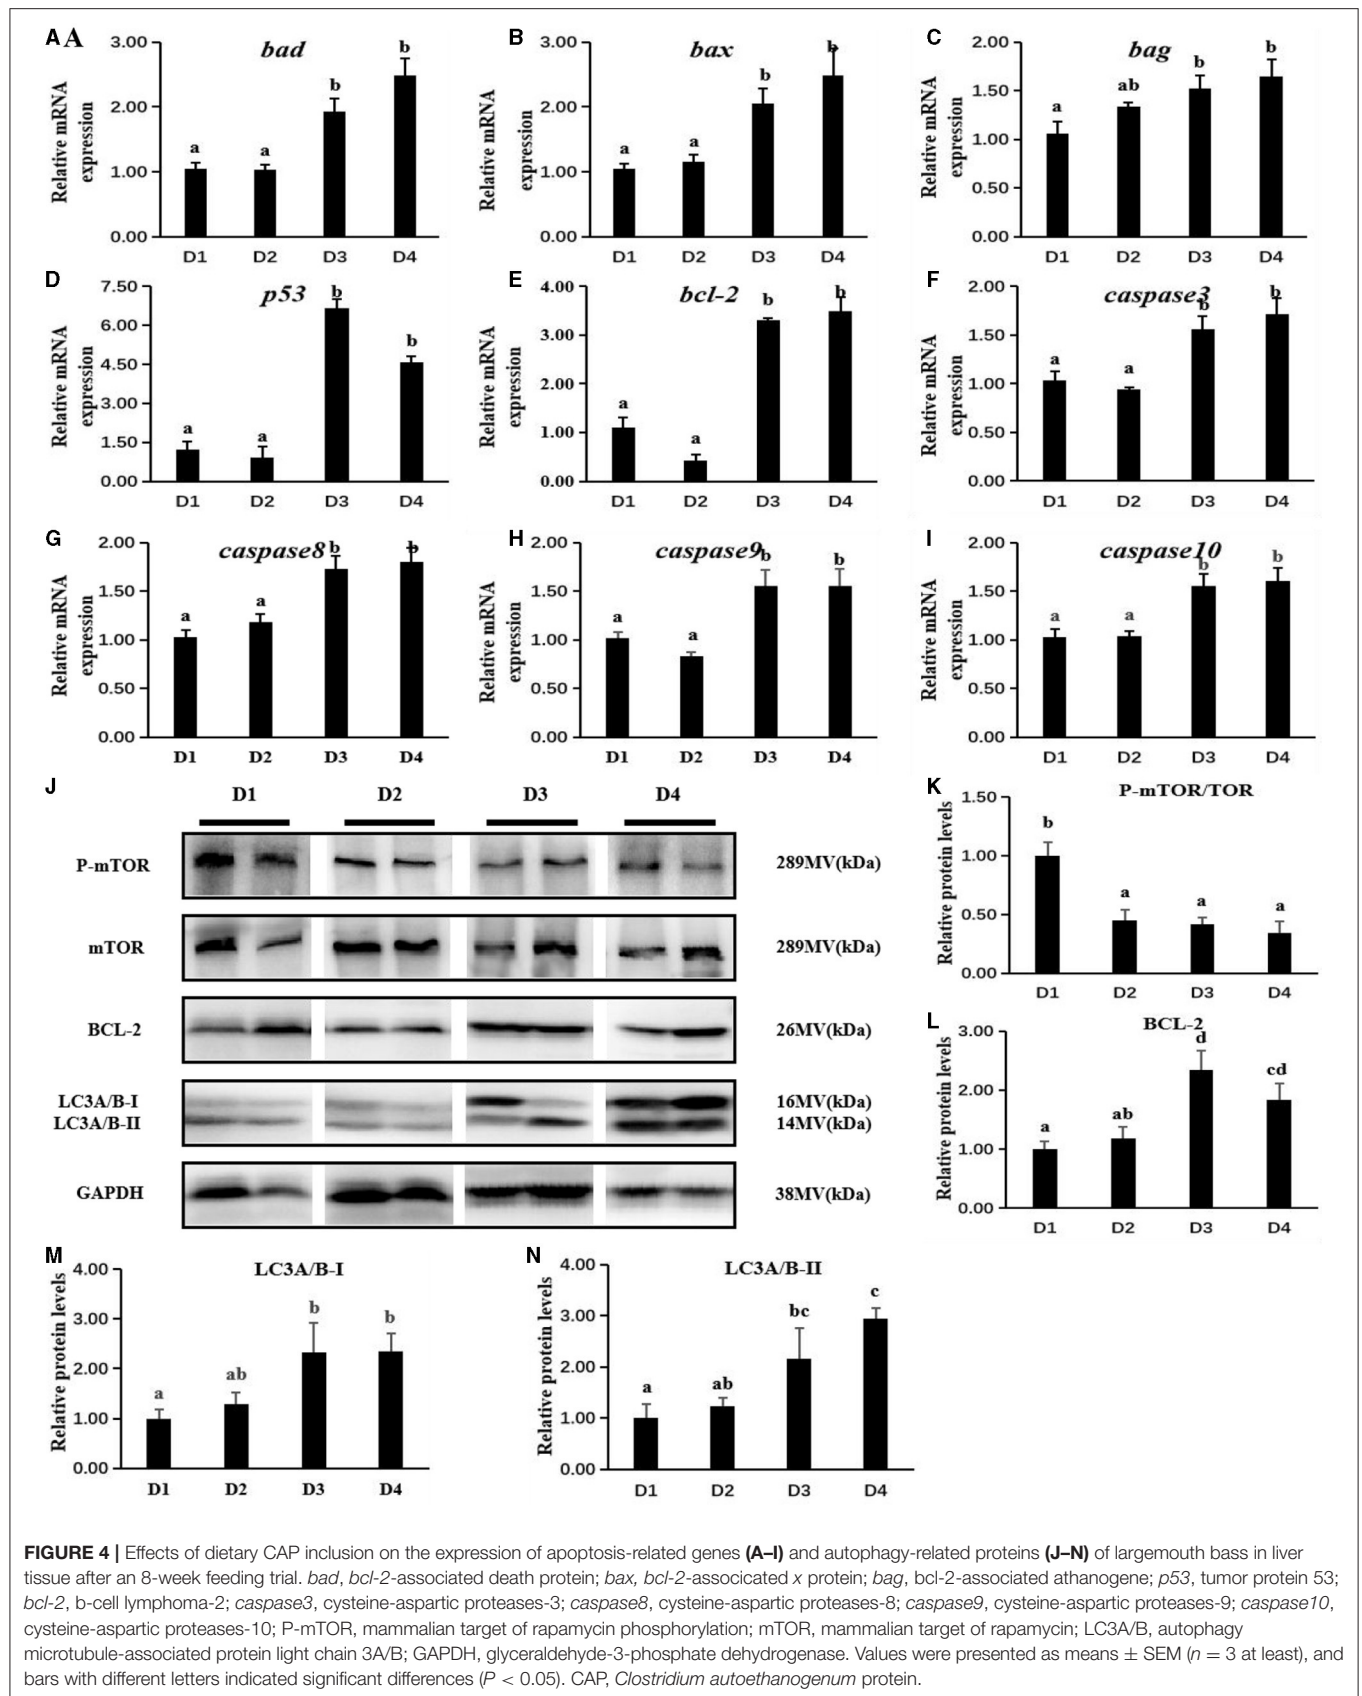 A A
bad
Relative mRNA
expression
3.00
2.00
1.00
0.00
a
a
b
b
D1 D2 D3 D4
B
bax
Relative mRNA
expression
3.00
2.00
1.00
0.00
a
a
b
b
D1 D2 D3 D4
C
bag
Relative mRNA
expression
2.00
1.50
1.00
0.50
0.00
a
ab
b
b
D1 D2 D3 D4
D
p53
Relative mRNA
expression
7.50
6.00
4.50
3.00
1.50
0.00
a
a
b
b
D1 D2 D3 D4
E
bcl-2
Relative mRNA
expression
4.00
3.00
2.00
1.00
0.00
a
a
b
b
D1 D2 D3 D4
F
caspase3
Relative mRNA
expression
2.00
1.50
1.00
0.50
0.00
a
a
b
b
D1 D2 D3 D4
G
caspase8
Relative mRNA
expression
2.00
1.50
1.00
0.50
0.00
a
a
b
b
D1 D2 D3 D4
H
caspase9
Relative mRNA
expression
2.00
1.50
1.00
0.50
0.00
a
a
b
b
D1 D2 D3 D4
I
caspase10
Relative mRNA
expression
2.00
1.50
1.00
0.50
0.00
a
a
b
b
D1 D2 D3 D4
J
D1 D2 D3 D4
P-mTOR 289MV(kDa)
mTOR 289MV(kDa)
BCL-2 26MV(kDa)
LC3A/B-I 16MV(kDa)
LC3A/B-II 14MV(kDa)
GAPDH 38MV(kDa)
K
P-mTOR/TOR
Relative protein levels
1.50
1.00
0.50
0.00
b
a
a
a
D1 D2 D3 D4
L
BCL-2
Relative protein levels
3.00
2.00
1.00
0.00
a
ab
d
cd
D1 D2 D3 D4
M
LC3A/B-I
Relative protein levels
4.00
3.00
2.00
1.00
0.00
a
ab
b
b
D1 D2 D3 D4
N
LC3A/B-II
Relative protein levels
4.00
3.00
2.00
1.00
0.00
a
ab
bc
c
D1 D2 D3 D4
FIGURE 4 | Effects of dietary CAP inclusion on the expression of apoptosis-related genes (A–I) and autophagy-related proteins (J–N) of largemouth bass in liver
tissue after an 8-week feeding trial. bad, bcl-2-associated death protein; bax, bcl-2-associcated x protein; bag, bcl-2-associated athanogene; p53, tumor protein 53;
bcl-2, b-cell lymphoma-2; caspase3, cysteine-aspartic proteases-3; caspase8, cysteine-aspartic proteases-8; caspase9, cysteine-aspartic proteases-9; caspase10,
cysteine-aspartic proteases-10; P-mTOR, mammalian target of rapamycin phosphorylation; mTOR, mammalian target of rapamycin; LC3A/B, autophagy
microtubule-associated protein light chain 3A/B; GAPDH, glyceraldehyde-3-phosphate dehydrogenase. Values were presented as means ± SEM (n = 3 at least), and
bars with different letters indicated significant differences (P < 0.05). CAP, Clostridium autoethanogenum protein.